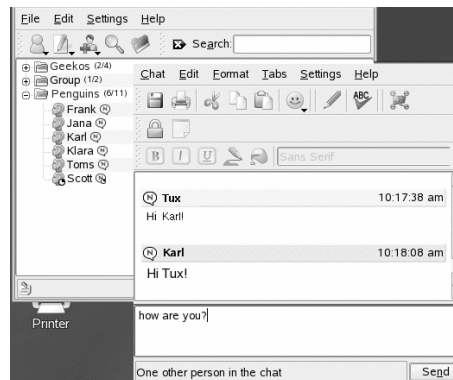 File Edit Settings Help
Search:
Geekos (2/4)
Group (1/2)
Penguins (6/11)
Frank N
Jana N
Karl N
Klara N
Toms N
Scott N
Printer
Chat Edit Format Tabs Settings Help
ABC
B I U Sans Serif
N Tux 10:17:38 am
Hi Karl!
N Karl 10:18:08 am
Hi Tux!
how are you?
One other person in the chat Send